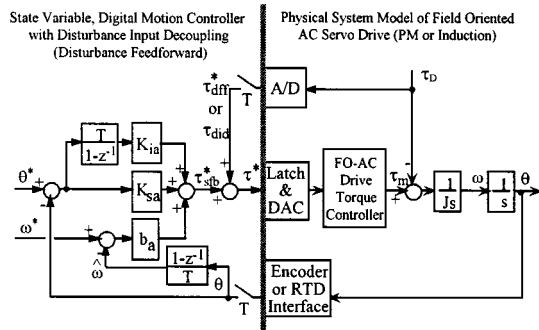 State Variable, Digital Motion Controller
with Disturbance Input Decoupling
(Disturbance Feedforward)
Physical System Model of Field Oriented
AC Servo Drive (PM or Induction)
τ*dff
or
τdid
T
A/D
τD
T
1-z⁻¹
Kia
θ*
+
-
Ksa
+
+
+
τ*sfb
+
+
τ*
Latch
&
DAC
FO-AC
Drive
Torque
Controller
τm
-
+
1
Js
ω
1
s
θ
ω*
+
-
ba
ω̂
1-z⁻¹
T
θ
T
Encoder
or RTD
Interface